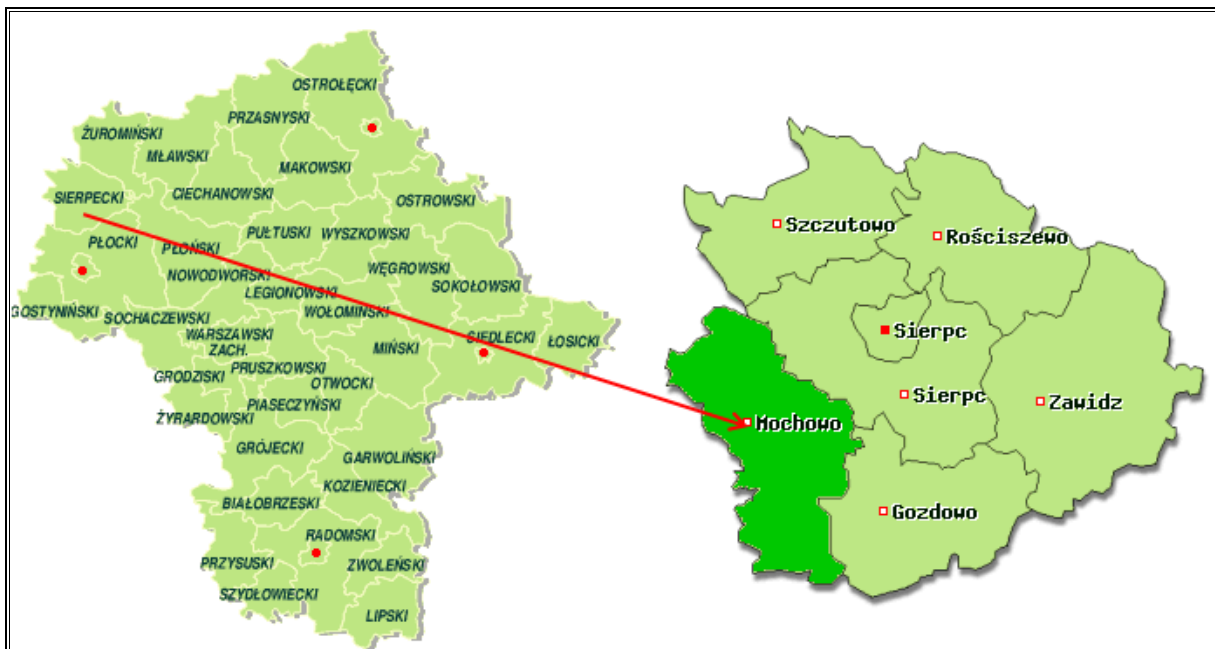 OSTROŁĘCKI
PRZASNYSKI
ŻUROMIŃSKI
MŁAWSKI
MAKOWSKI
SIERPECKI
CIECHANOWSKI
OSTROWSKI
PŁOCKI
PŁOŃSKI
PUŁTUSKI
WYSZKOWSKI
NOWODWORSKI
WĘGROWSKI
LEGIONOWSKI
SOKOŁOWSKI
GOSTYNIŃSKI
SOCHACZEWSKI
WOŁOMIŃSKI
WARSZAWSKI
ZACH.
MIŃSKI
SIEDLECKI
ŁOSICKI
PRUSZKOWSKI
GRODZISKI
OTWOCKI
PIASECZYŃSKI
ŻYRARDOWSKI
GRÓJECKI
GARWOLIŃSKI
KOZIENIECKI
BIAŁOBRZESKI
RADOMSKI
PRZYSUSKI
ZWOLEŃSKI
SZYDŁOWIECKI
LIPSKI
Szczutowo
Rościszewo
Sierpc
Sierpc
Zawidz
Mochowo
Gozdowo